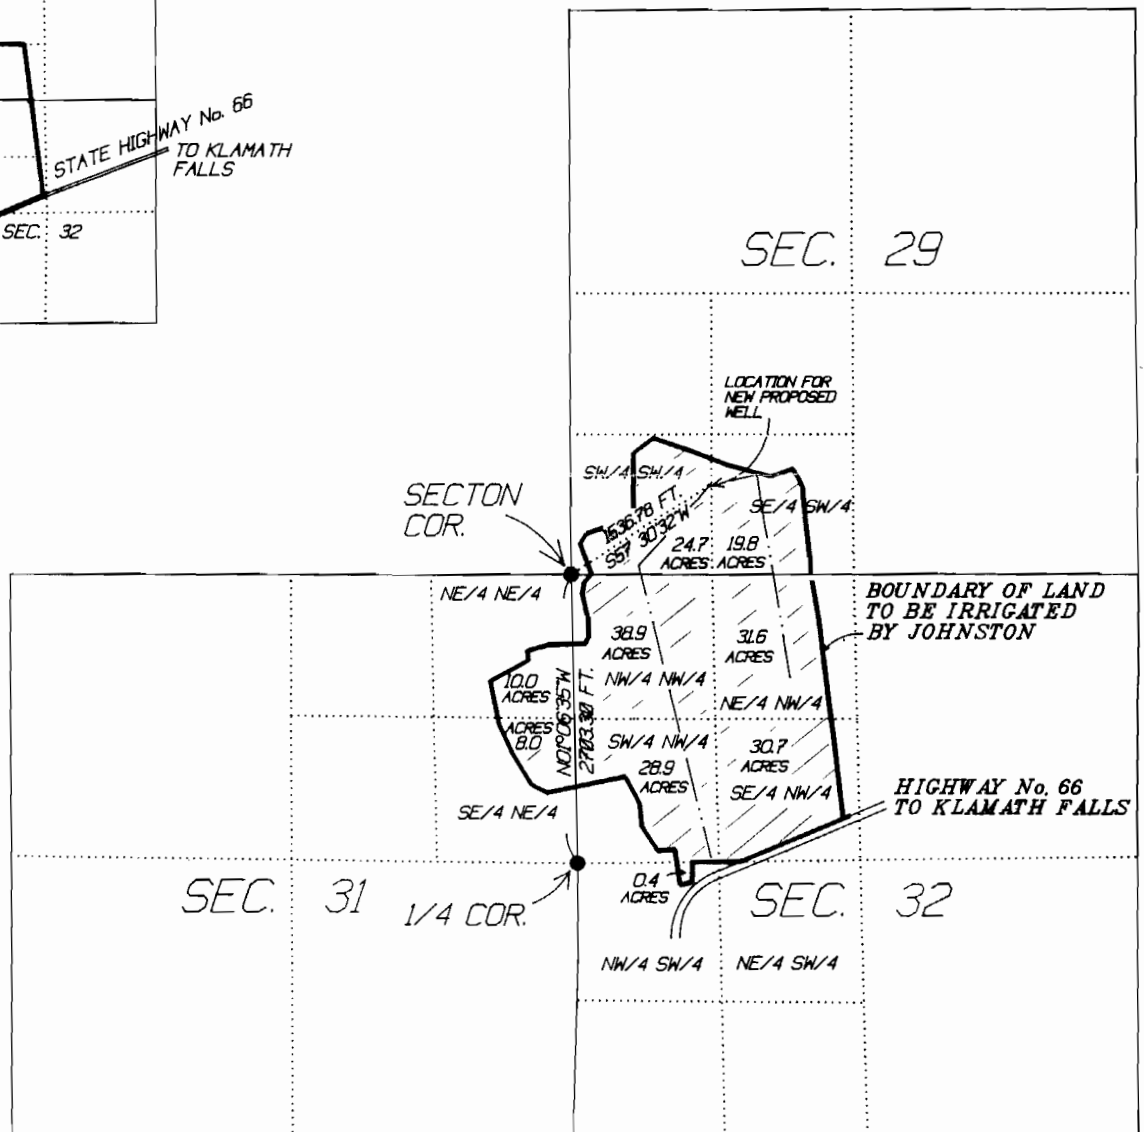 STATE HIGHWAY No. 66
TO KLAMATH
FALLS
SEC. 32
SEC. 29
LOCATION FOR
NEW PROPOSED
WELL
SW/4 SW/4
SE/4 SW/4
SECTON
COR.
1536.78 FT.
S57 30'32"W
24.7
ACRES
19.8
ACRES
NE/4 NE/4
BOUNDARY OF LAND
TO BE IRRIGATED
BY JOHNSTON
38.9
ACRES
31.6
ACRES
10.0
ACRES
NW/4 NW/4
NE/4 NW/4
N01°06'35"W
2703.30 FT.
ACRES
8.0
SW/4 NW/4
28.9
ACRES
30.7
ACRES
SE/4 NW/4
HIGHWAY No. 66
TO KLAMATH FALLS
SE/4 NE/4
SEC. 31
1/4 COR.
0.4
ACRES
SEC. 32
NW/4 SW/4
NE/4 SW/4